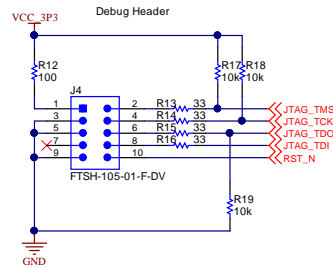 Debug Header
VCC_3P3
R12
100
R17
10k
R18
10k
J4
1
2
R13
33
JTAG_TMS
3
4
R14
33
JTAG_TCK
5
6
R15
33
JTAG_TDO
7
8
R16
33
JTAG_TDI
9
10
RST_N
FTSH-105-01-F-DV
R19
10k
GND